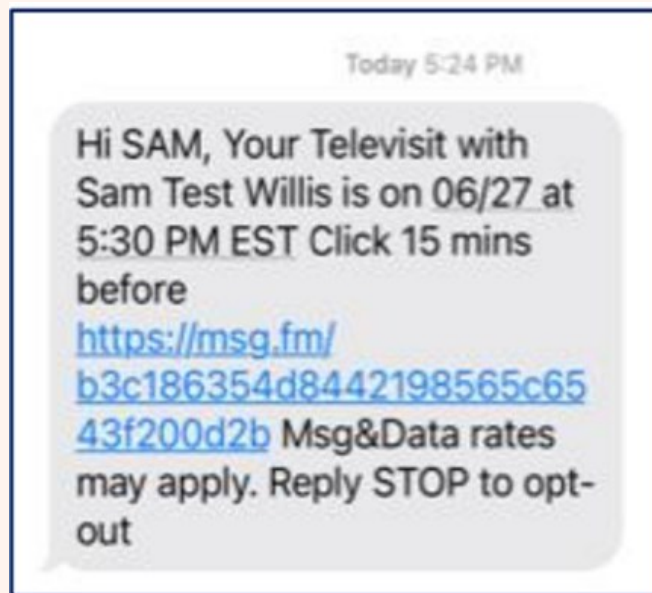 Today 5:24 PM
Hi SAM, Your Televisit with
Sam Test Willis is on 06/27 at
5:30 PM EST Click 15 mins
before
https://msg.fm/
b3c186354d8442198565c65
43f200d2b Msg&Data rates
may apply. Reply STOP to opt-
out